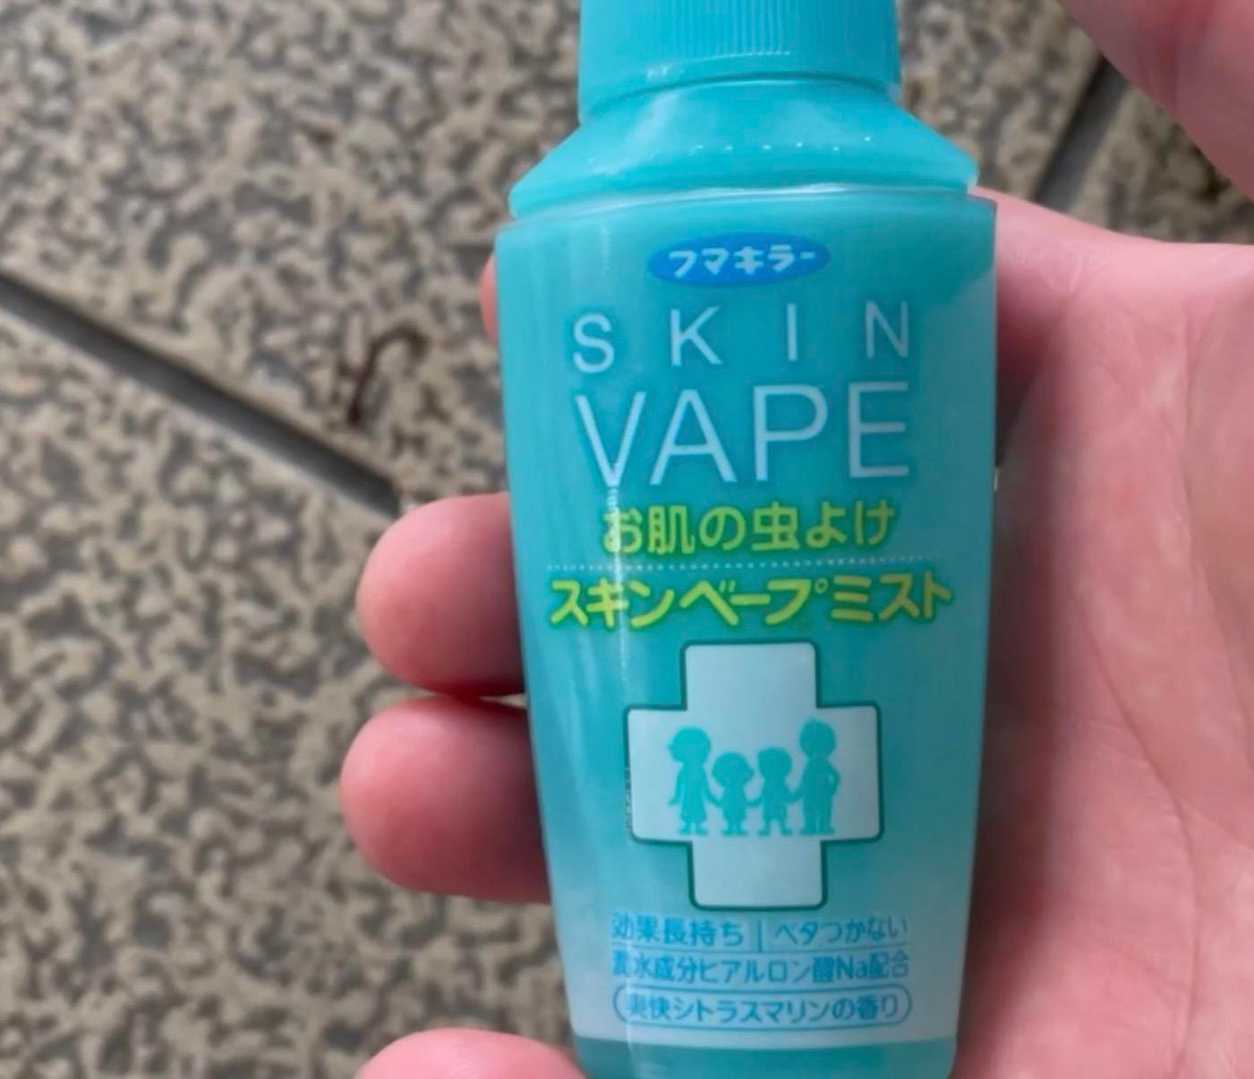 フマキラー
SKIN
VAPE
お肌の虫よけ
スキンベープミスト
効果長持ち｜ベタつかない
潤水成分ヒアルロン酸Na配合
爽快シトラスマリンの香り